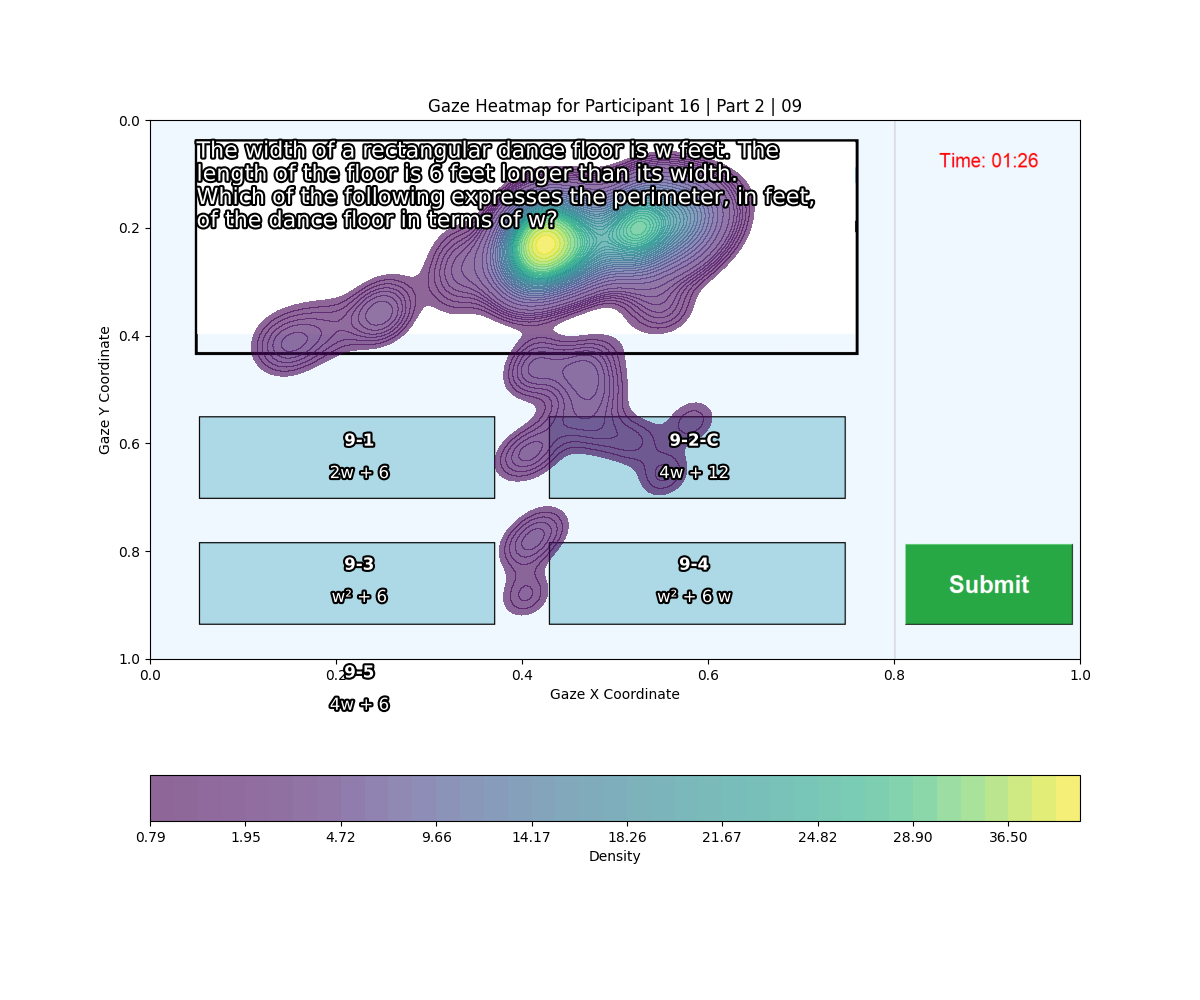 Gaze Heatmap for Participant 16 | Part 2 | 09
The width of a rectangular dance floor is w feet. The
length of the floor is 6 feet longer than its width.
Which of the following expresses the perimeter, in feet,
of the dance floor in terms of w?
Time: 01:26
0.0
0.2
0.4
0.6
0.8
1.0
Gaze Y Coordinate
9-1
2w + 6
9-2-C
4w + 12
9-3
w² + 6
9-4
w² + 6 w
Submit
9-5
4w + 6
0.0 0.2 0.4 0.6 0.8 1.0
Gaze X Coordinate
0.79 1.95 4.72 9.66 14.17 18.26 21.67 24.82 28.90 36.50
Density